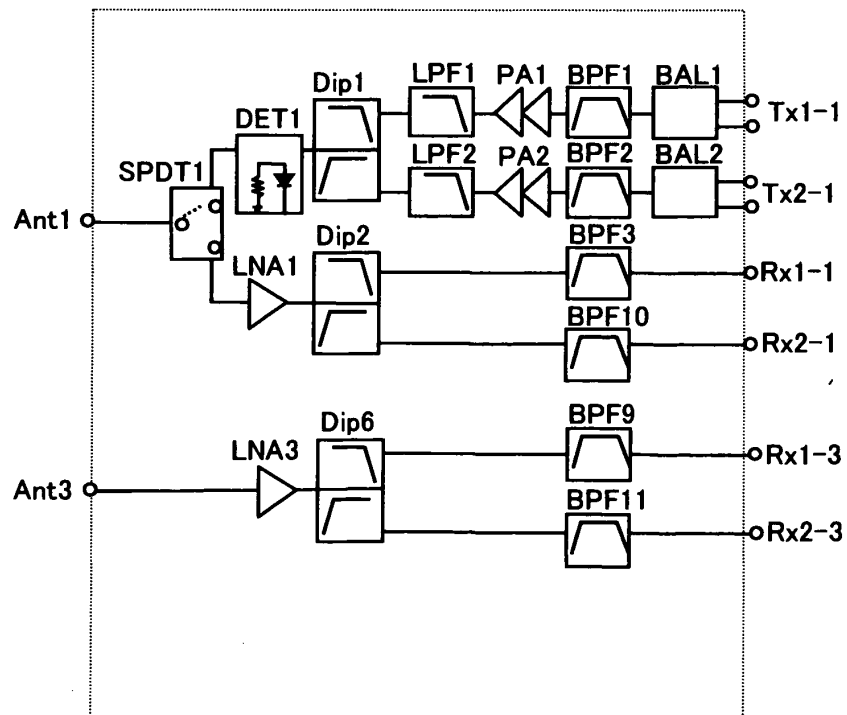 LPF1 PA1 BPF1 BAL1
Dip1
DET1
Tx1-1
SPDT1
LPF2 PA2 BPF2 BAL2
Tx2-1
Ant1
Dip2
BPF3
LNA1
Rx1-1
BPF10
Rx2-1
Dip6
BPF9
LNA3
Rx1-3
Ant3
BPF11
Rx2-3